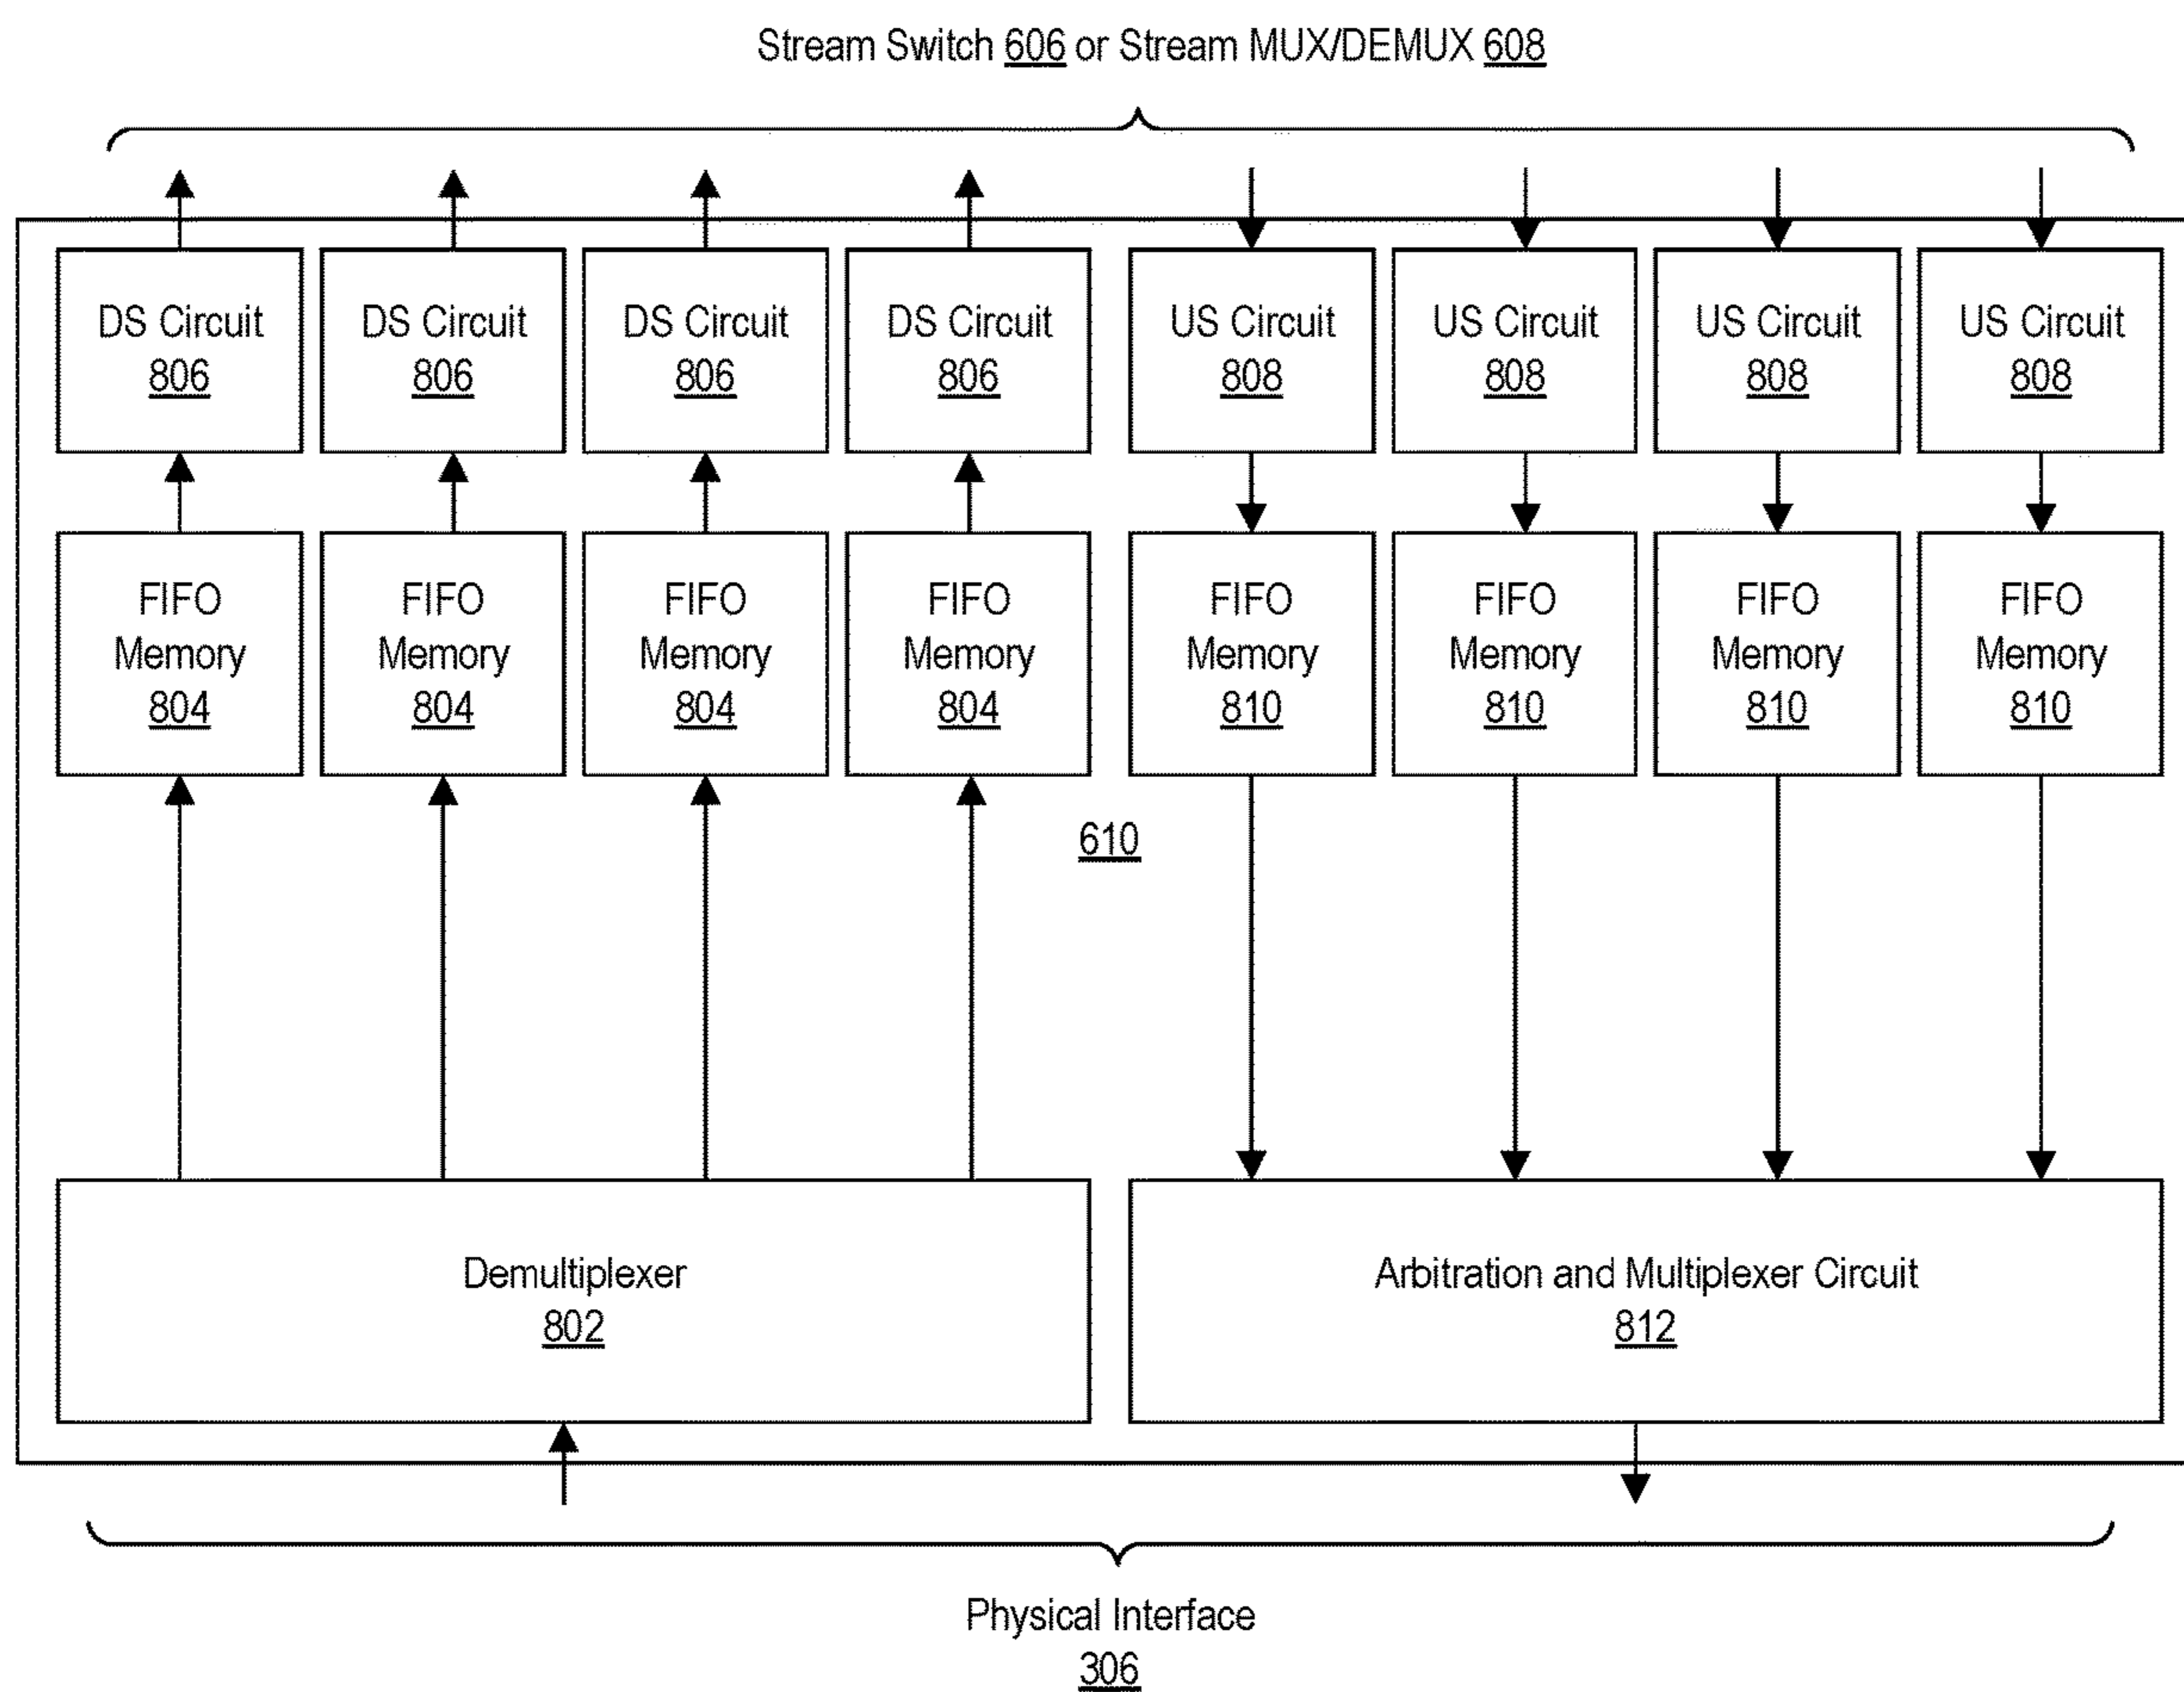 Stream Switch 606 or Stream MUX/DEMUX 608
DS Circuit
806
DS Circuit
806
DS Circuit
806
DS Circuit
806
US Circuit
808
US Circuit
808
US Circuit
808
US Circuit
808
FIFO
Memory
804
FIFO
Memory
804
FIFO
Memory
804
FIFO
Memory
804
FIFO
Memory
810
FIFO
Memory
810
FIFO
Memory
810
FIFO
Memory
810
610
Demultiplexer
802
Arbitration and Multiplexer Circuit
812
Physical Interface
306